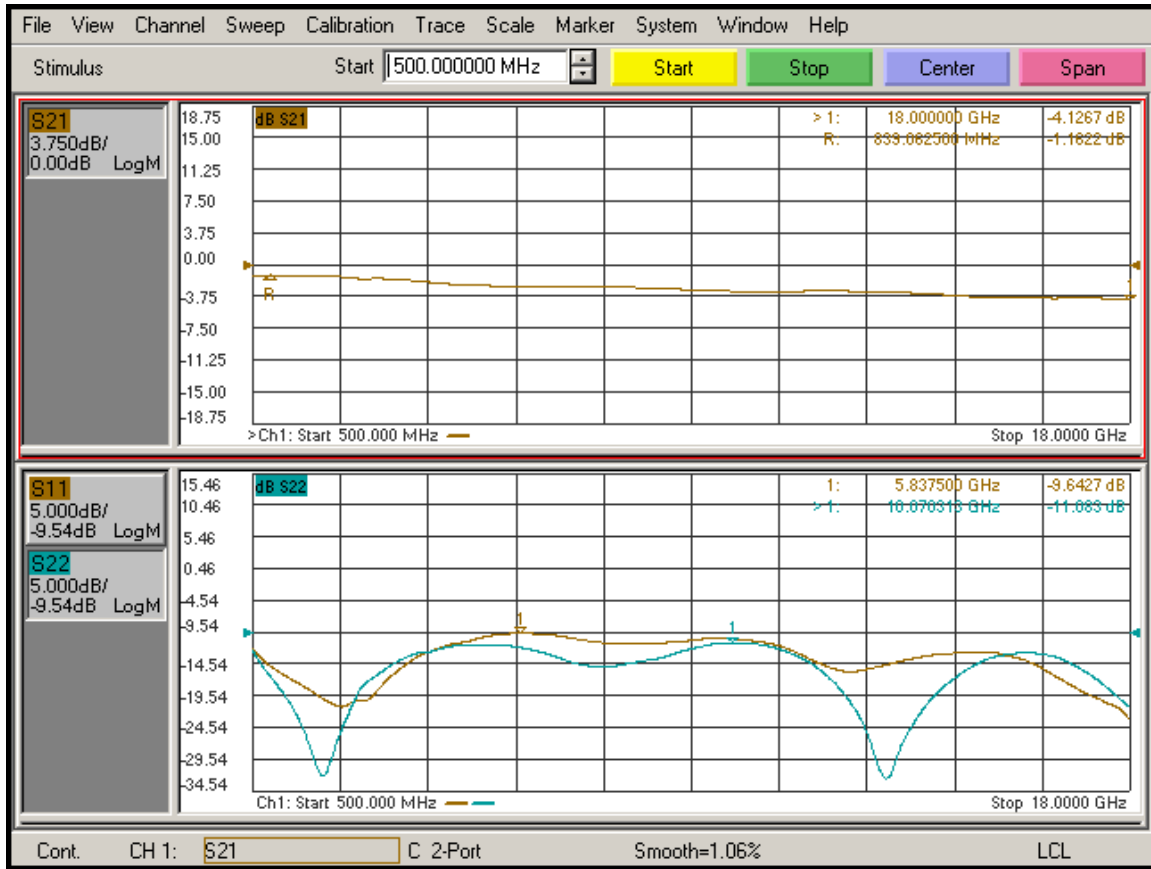 File View Channel Sweep Calibration Trace Scale Marker System Window Help
Stimulus Start 500.000000 MHz Start Stop Center Span
S21
3.750dB/
0.00dB LogM
18.75
15.00
11.25
7.50
3.75
0.00
-3.75
-7.50
-11.25
-15.00
-18.75
dB S21
> 1: 18.000000 GHz -4.1267 dB
R: 839.062500 MHz -1.1822 dB
R
1
>Ch1: Start 500.000 MHz Stop 18.0000 GHz
S11
5.000dB/
-9.54dB LogM
S22
5.000dB/
-9.54dB LogM
15.46
10.46
5.46
0.46
-4.54
-9.54
-14.54
-19.54
-24.54
-29.54
-34.54
dB S22
1: 5.837500 GHz -9.6427 dB
> 1: 10.070313 GHz -11.083 dB
1
1
Ch1: Start 500.000 MHz Stop 18.0000 GHz
Cont. CH 1: S21 C 2-Port Smooth=1.06% LCL